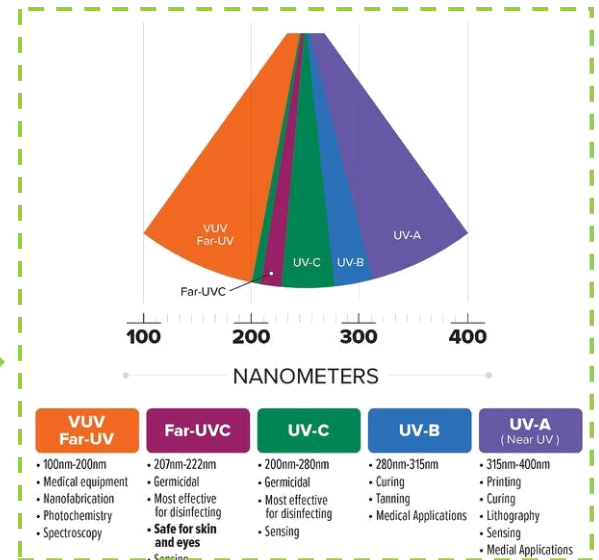 VUV
Far-UV
UV-A
UV-C
UV-B
Far-UVC
100 200 300 400
NANOMETERS
VUV
Far-UV
• 100nm-200nm
• Medical equipment
• Nanofabrication
• Photochemistry
• Spectroscopy
Far-UVC
• 207nm-222nm
• Germicidal
• Most effective
for disinfecting
• Safe for skin
and eyes
• Sensing
UV-C
• 200nm-280nm
• Germicidal
• Most effective
for disinfecting
• Sensing
UV-B
• 280nm-315nm
• Curing
• Tanning
• Medical Applications
UV-A
( Near UV )
• 315nm-400nm
• Printing
• Curing
• Lithography
• Sensing
• Medial Applications